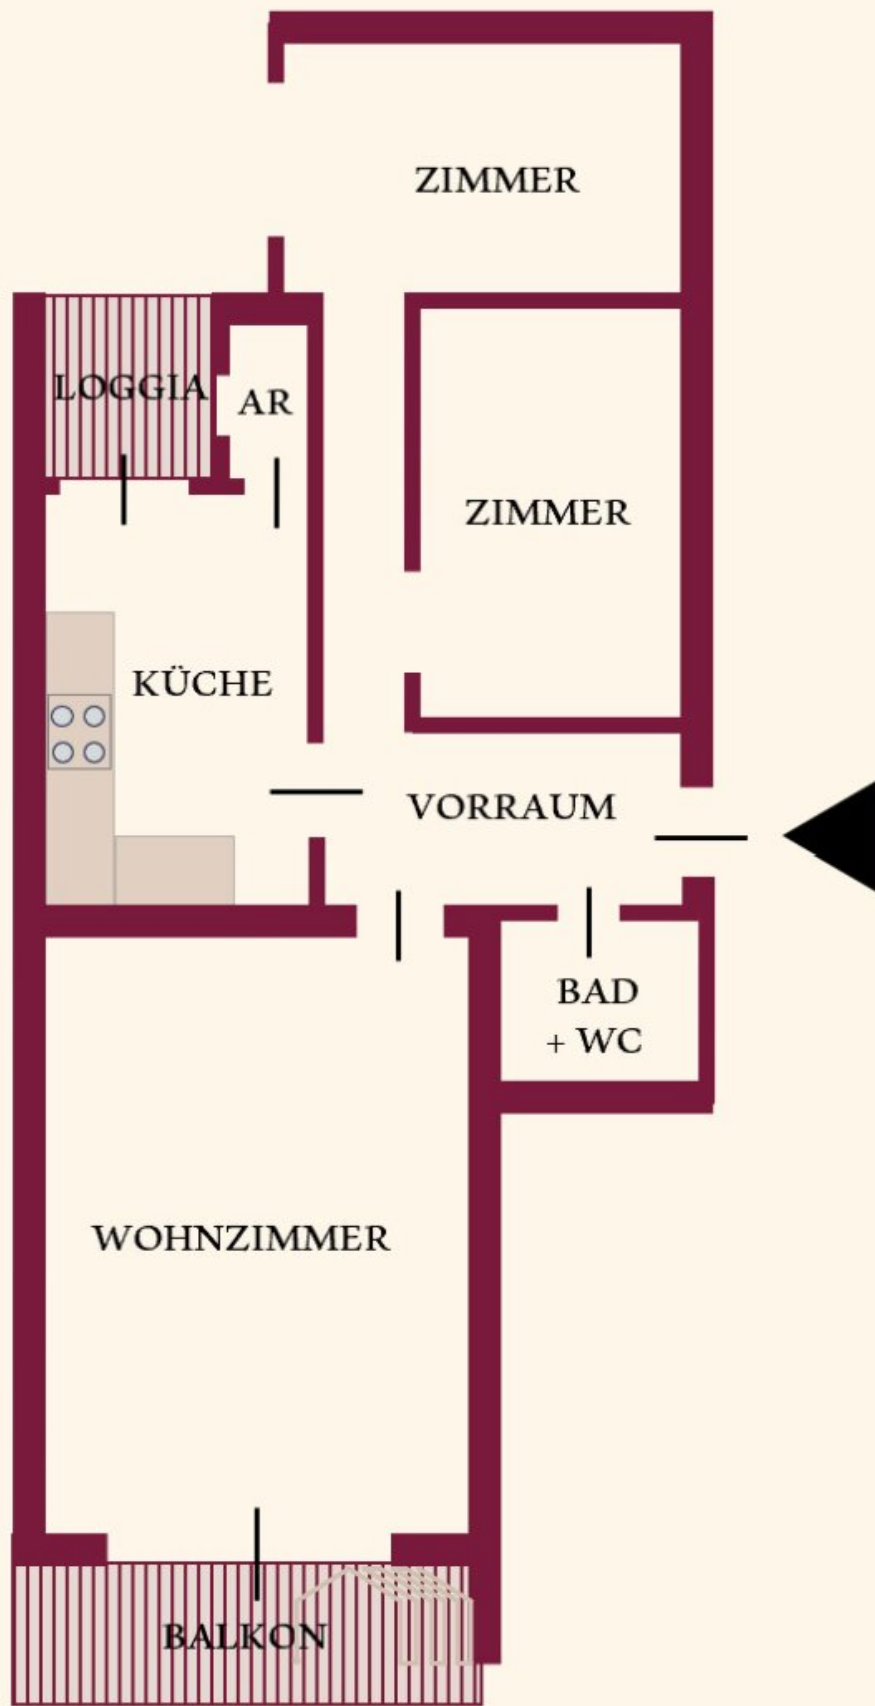 ZIMMER
LOGGIA
AR
ZIMMER
KÜCHE
VORRAUM
BAD
+ WC
WOHNZIMMER
BALKON